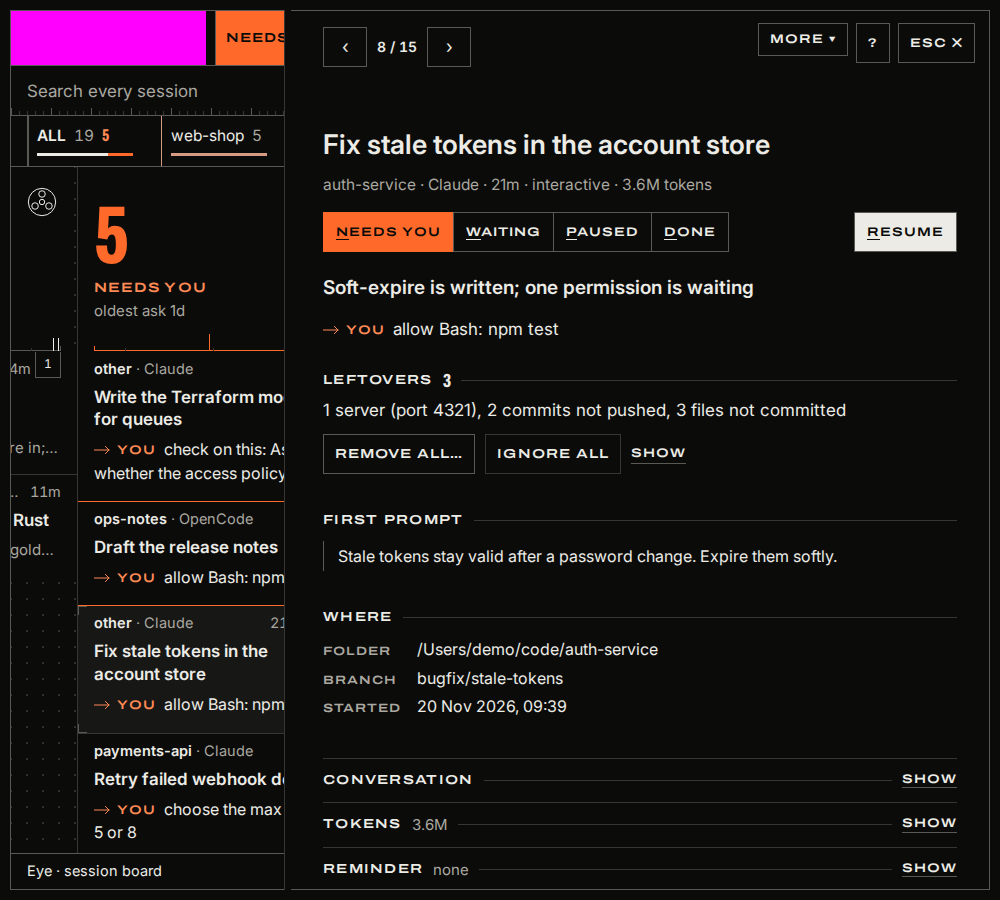 NEEDS
Search every session
ALL 19 5
web-shop 5
5
NEEDS YOU
oldest ask 1d
4m 1
re in;...
.. 11m
Rust
gold...
other · Claude
Write the Terraform
for queues
→ YOU check on this:
whether the access policy
ops-notes · OpenCode
Draft the release notes
→ YOU allow Bash: npm
other · Claude
Fix stale tokens in the
account store
→ YOU allow Bash: npm
payments-api · Claude
Retry failed webhook
→ YOU choose the max
5 or 8
Eye · session board
‹ 8 / 15 ›
MORE ▾
?
ESC ✕
Fix stale tokens in the account store
auth-service · Claude · 21m · interactive · 3.6M tokens
NEEDS YOU WAITING PAUSED DONE
RESUME
Soft-expire is written; one permission is waiting
→ YOU allow Bash: npm test
LEFTOVERS 3
1 server (port 4321), 2 commits not pushed, 3 files not committed
REMOVE ALL... IGNORE ALL SHOW
FIRST PROMPT
Stale tokens stay valid after a password change. Expire them softly.
WHERE
FOLDER /Users/demo/code/auth-service
BRANCH bugfix/stale-tokens
STARTED 20 Nov 2026, 09:39
CONVERSATION SHOW
TOKENS 3.6M SHOW
REMINDER none SHOW